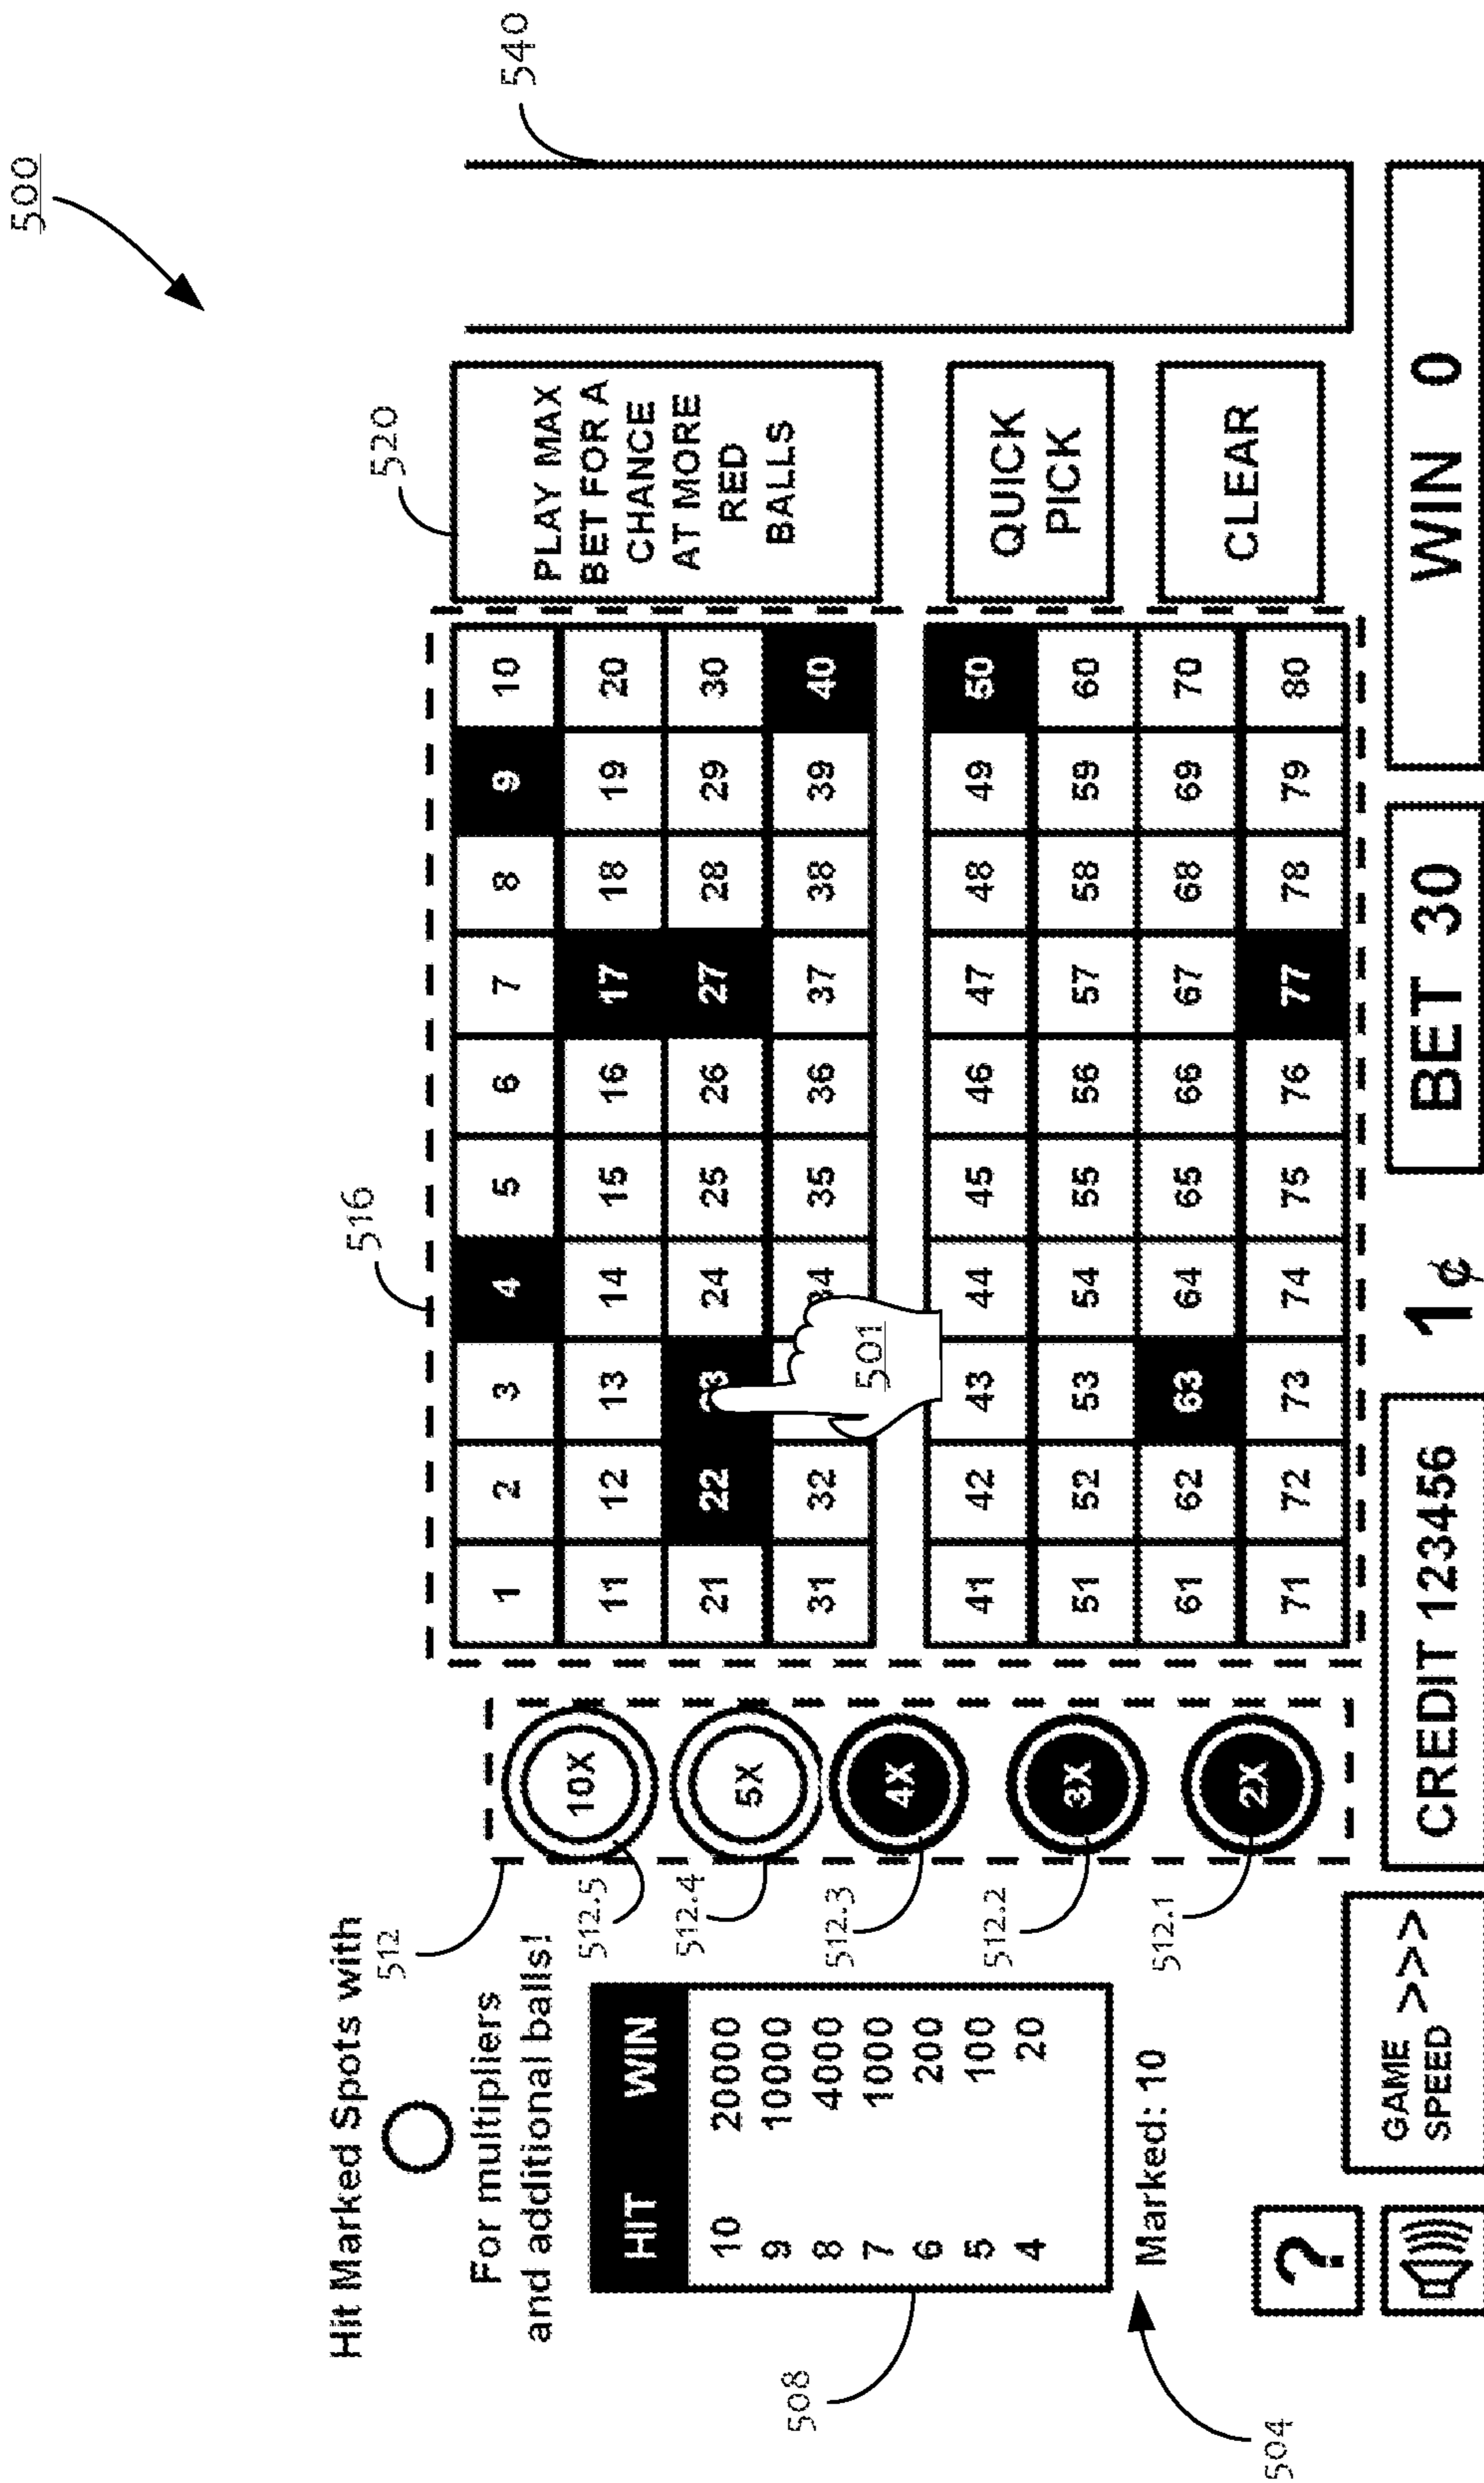 500
Hit Marked Spots with
For multipliers
and additional balls!
HIT WIN
10 20000
9 10000
8 4000
7 1000
6 200
5 100
4 20
Marked: 10
508
504
512
512.5
512.4
512.3
512.2
512.1
10X
5X
4X
3X
2X
516
1 2 3 4 5 6 7 8 9 10
11 12 13 14 15 16 17 18 19 20
21 22 23 24 25 26 27 28 29 30
31 32 34 35 36 37 38 39 40
501
41 42 43 44 45 46 47 48 49 50
51 52 53 54 55 56 57 58 59 60
61 62 63 64 65 66 67 68 69 70
71 72 73 74 75 76 77 78 79 80
520
PLAY MAX
BET FOR A
CHANCE
AT MORE
RED
BALLS
QUICK
PICK
CLEAR
540
?
GAME
SPEED >>>
CREDIT 123456
1¢
BET 30
WIN 0